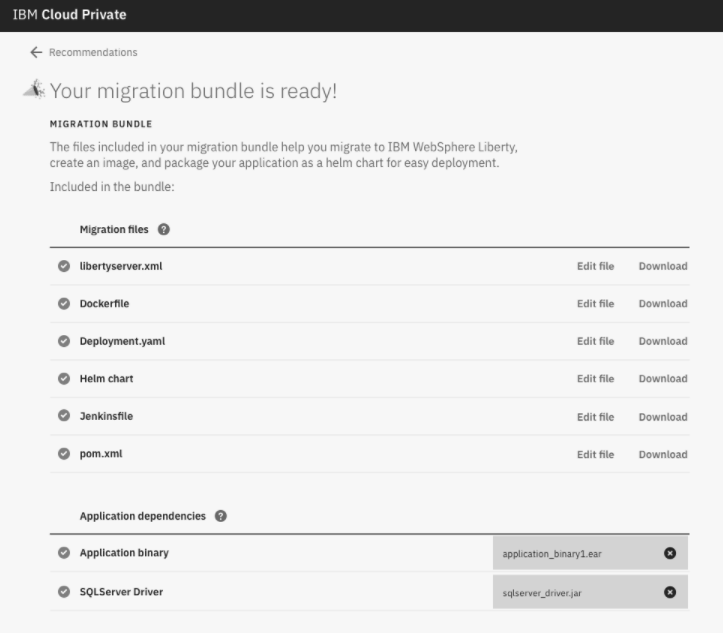 IBM Cloud Private
Recommendations
Your migration bundle is ready!
MIGRATION BUNDLE
The files included in your migration bundle help you migrate to IBM WebSphere Liberty,
create an image, and package your application as a helm chart for easy deployment.
Included in the bundle:
Migration files ?
libertyserver.xml Edit file Download
Dockerfile Edit file Download
Deployment.yaml Edit file Download
Helm chart Edit file Download
Jenkinsfile Edit file Download
pom.xml Edit file Download
Application dependencies ?
Application binary application_binary1.ear
SQLServer Driver sqlserver_driver.jar